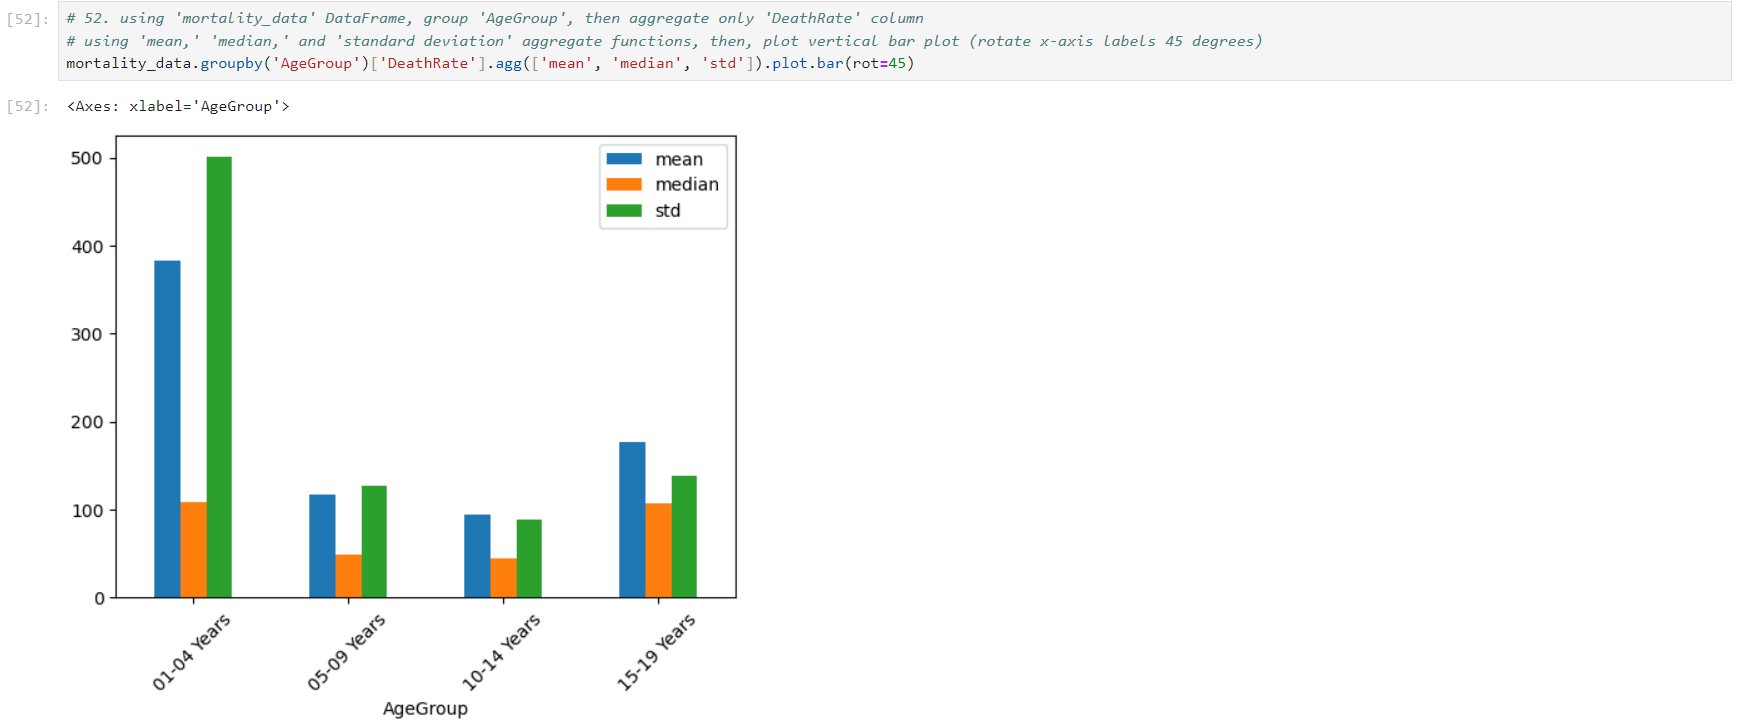 [52]: # 52. using 'mortality_data' DataFrame, group 'AgeGroup', then aggregate only 'DeathRate' column
# using 'mean,' 'median,' and 'standard deviation' aggregate functions, then, plot vertical bar plot (rotate x-axis labels 45 degrees)
mortality_data.groupby('AgeGroup')['DeathRate'].agg(['mean', 'median', 'std']).plot.bar(rot=45)
[52]: <Axes: xlabel='AgeGroup'>
mean
median
std
500
400
300
200
100
0
01-04 Years
05-09 Years
10-14 Years
15-19 Years
AgeGroup